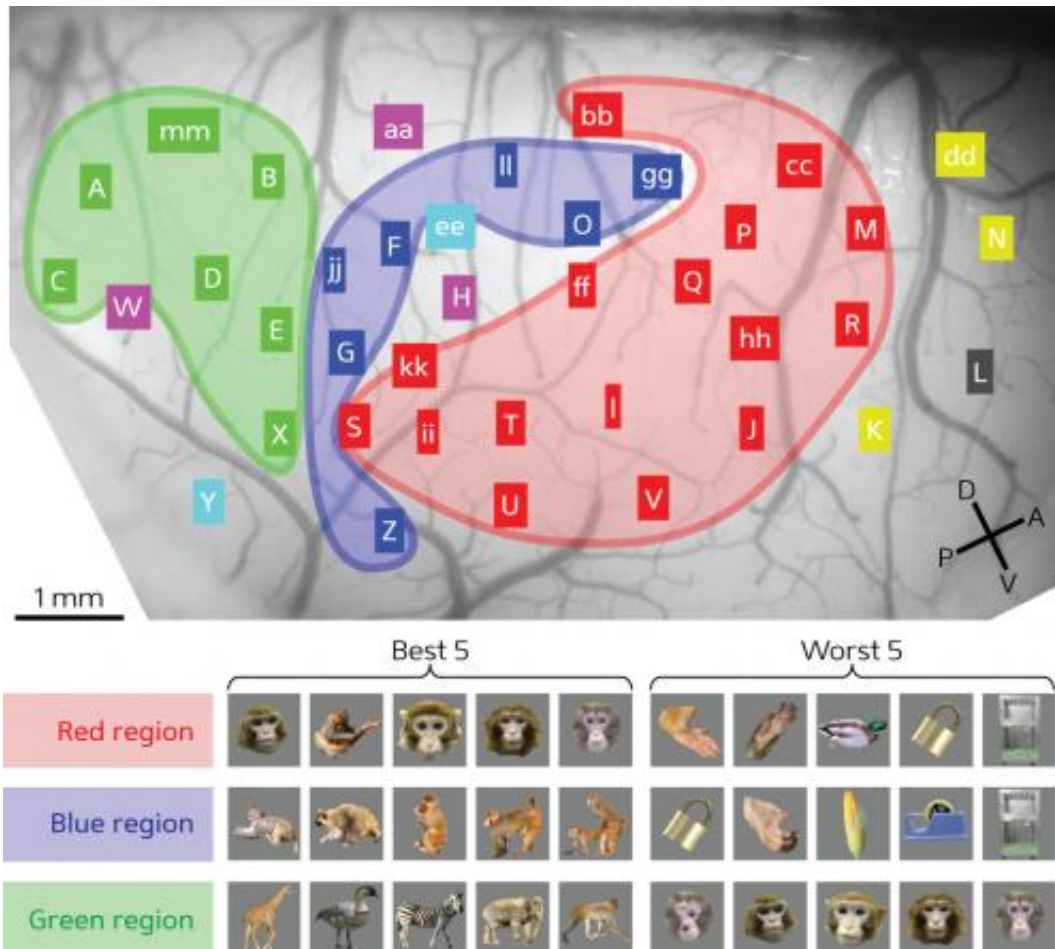 mm
aa
bb
ll
gg
cc
dd
A
B
F
ee
O
P
M
N
C
D
jj
ff
Q
W
H
E
G
kk
hh
R
L
X
S
ii
T
I
J
K
Y
U
V
Z
D
A
P
V
1 mm
Best 5 Worst 5
Red region
Blue region
Green region